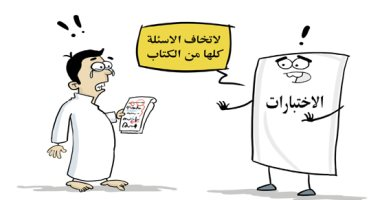 لاتخاف الاسئلة
كلها من الكتاب
الاختبارات